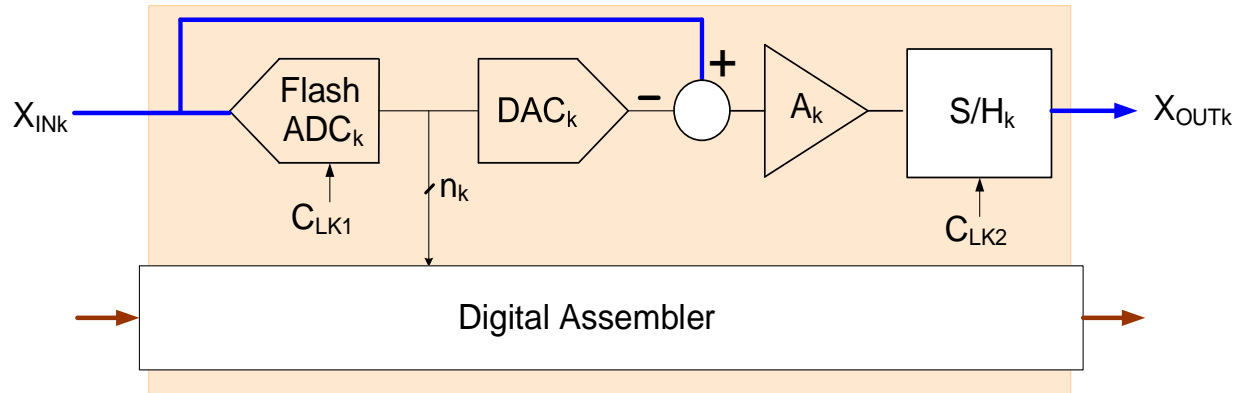 X_INk
Flash
ADC_k
C_LK1
n_k
DAC_k
−
+
A_k
S/H_k
C_LK2
X_OUTk
Digital Assembler